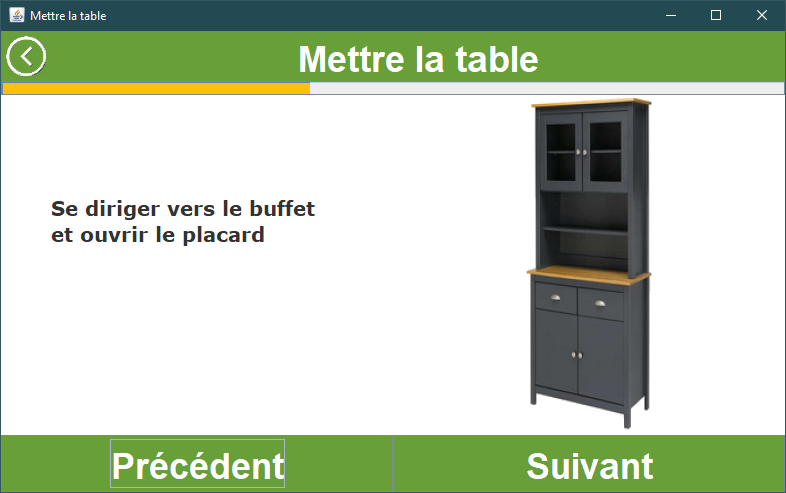 Mettre la table
Mettre la table
Se diriger vers le buffet
et ouvrir le placard
Précédent
Suivant